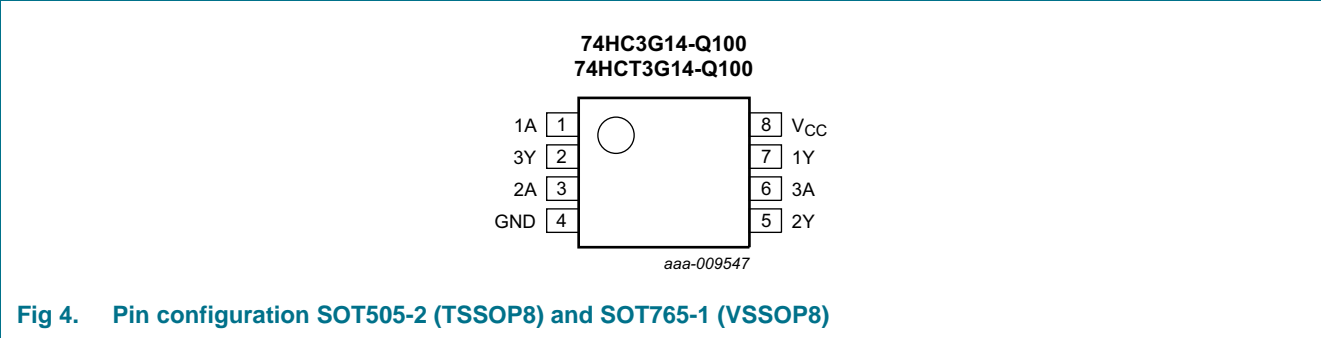 74HC3G14-Q100
74HCT3G14-Q100
1A 1 8 VCC
3Y 2 7 1Y
2A 3 6 3A
GND 4 5 2Y
aaa-009547
Fig 4. Pin configuration SOT505-2 (TSSOP8) and SOT765-1 (VSSOP8)